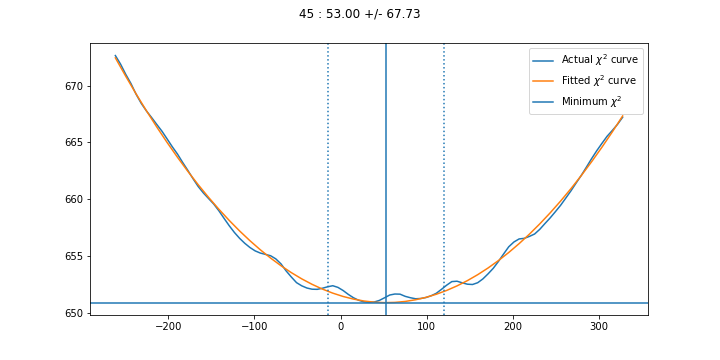 45 : 53.00 +/- 67.73
Actual χ² curve
Fitted χ² curve
Minimum χ²
670
665
660
655
650
−200 −100 0 100 200 300